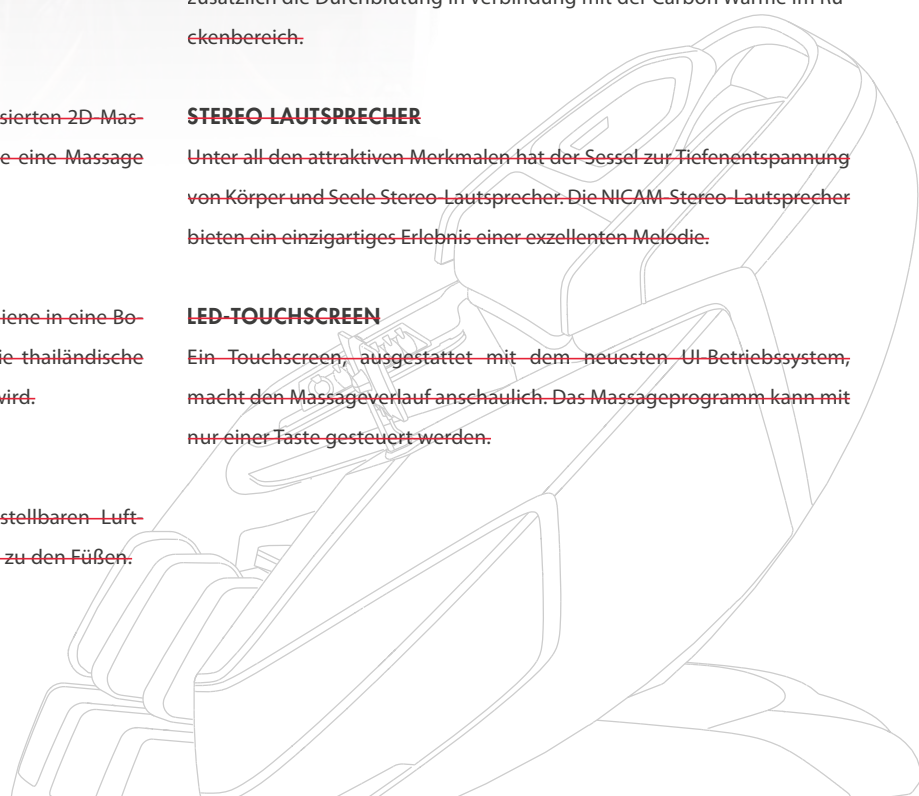 zusätzlich die Durchblutung in Verbindung mit der Carbon Wärme im Rü-
ckenbereich.
sierten 2D-Mas-
e eine Massage
iene in eine Bo-
ie thailändische
wird.
stellbaren Luft-
zu den Füßen.
STEREO LAUTSPRECHER
Unter all den attraktiven Merkmalen hat der Sessel zur Tiefenentspannung
von Körper und Seele Stereo-Lautsprecher. Die NICAM-Stereo-Lautsprecher
bieten ein einzigartiges Erlebnis einer exzellenten Melodie.
LED-TOUCHSCREEN
Ein Touchscreen, ausgestattet mit dem neuesten UI-Betriebssystem,
macht den Massageverlauf anschaulich. Das Massageprogramm kann mit
nur einer Taste gesteuert werden.